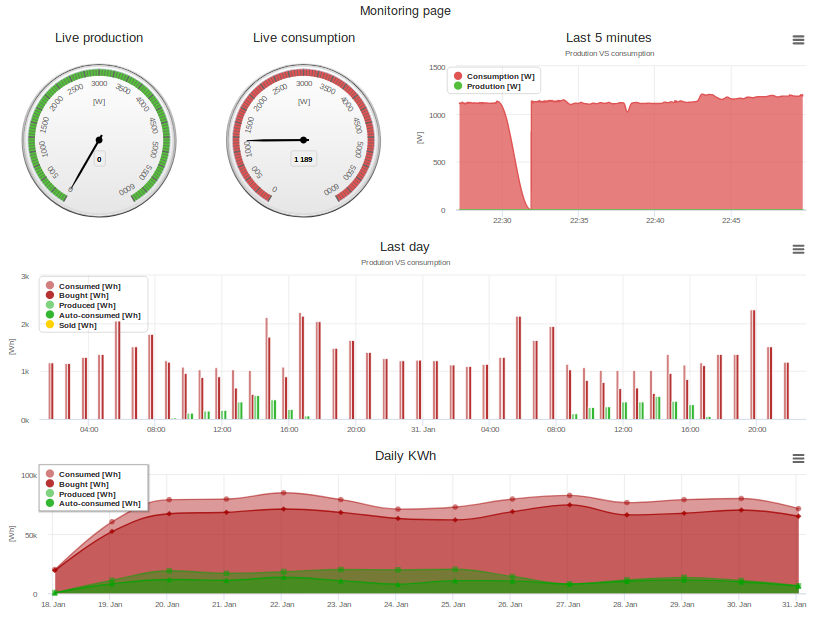 Monitoring page
Live production
0
500
1000
1500
2000
2500
3000
3500
4000
4500
5000
5500
6000
[W]
0
Live consumption
0
500
1000
1500
2000
2500
3000
3500
4000
4500
5000
5500
6000
[W]
1 189
Last 5 minutes
Prodution VS consumption
Consumption [W]
Prodution [W]
[W]
1500
1000
500
0
22:30 22:35 22:40 22:45
Last day
Prodution VS consumption
Consumed [Wh]
Bought [Wh]
Produced [Wh]
Auto-consumed [Wh]
Sold [Wh]
[Wh]
3k
2k
1k
0k
04:00 08:00 12:00 16:00 20:00 31. Jan 04:00 08:00 12:00 16:00 20:00
Daily KWh
Consumed [Wh]
Bought [Wh]
Produced [Wh]
Auto-consumed [Wh]
[Wh]
100k
50k
0
18. Jan 19. Jan 20. Jan 21. Jan 22. Jan 23. Jan 24. Jan 25. Jan 26. Jan 27. Jan 28. Jan 29. Jan 30. Jan 31. Jan